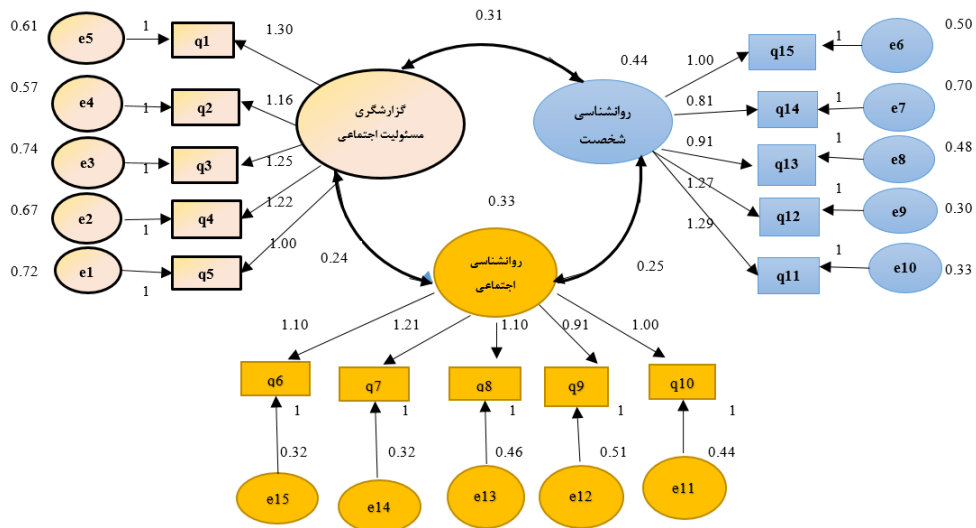 0.31
0.61
e5
1
q1
1.30
0.57
e4
1
q2
1.16
0.74
e3
1
q3
1.25
0.67
e2
1
q4
1.22
0.72
e1
1
q5
1.00
گزارشگری
مسئولیت اجتماعی
0.44
روانشناسی
شخصت
1.00
q15
1
e6
0.50
0.81
q14
1
e7
0.70
0.91
q13
1
e8
0.48
1.27
q12
1
e9
0.30
1.29
q11
1
e10
0.33
0.33
0.24
روانشناسی
اجتماعی
0.25
1.10
1.21
1.10
0.91
1.00
q6
q7
q8
q9
q10
1
1
1
1
1
0.32
0.32
0.46
0.51
0.44
e15
e14
e13
e12
e11